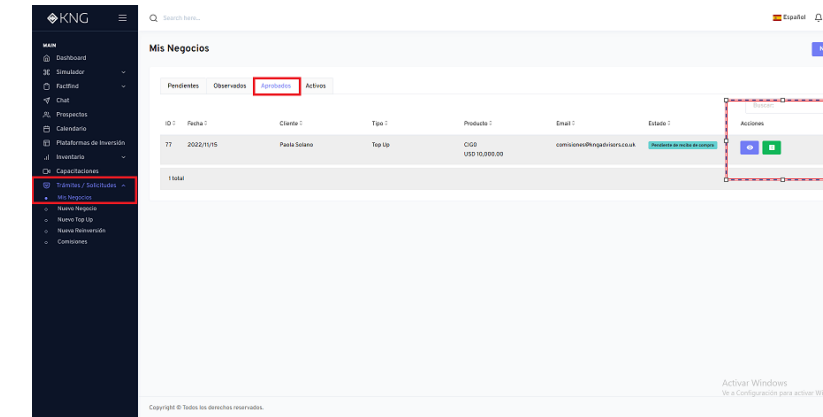 KNG
Search here...
Español
MAIN
Dashboard
Simulador
Factfind
Chat
Prospectos
Calendario
Plataformas de Inversión
Inventario
Capacitaciones
Trámites / Solicitudes
Mis Negocios
Nuevo Negocio
Nuevo Top Up
Nueva Reinversión
Comisiones
Mis Negocios
N
Pendientes Observados Aprobados Activos
Buscar:
ID Fecha Cliente Tipo Producto Email Estado Acciones
77 2022/11/15 Paola Solano Top Up CIG0 comisiones@kngadvisors.co.uk Pendiente de recibo de compra
USD 10,000.00
1 total
Activar Windows
Ve a Configuración para activar Wi
Copyright © Todos los derechos reservados.